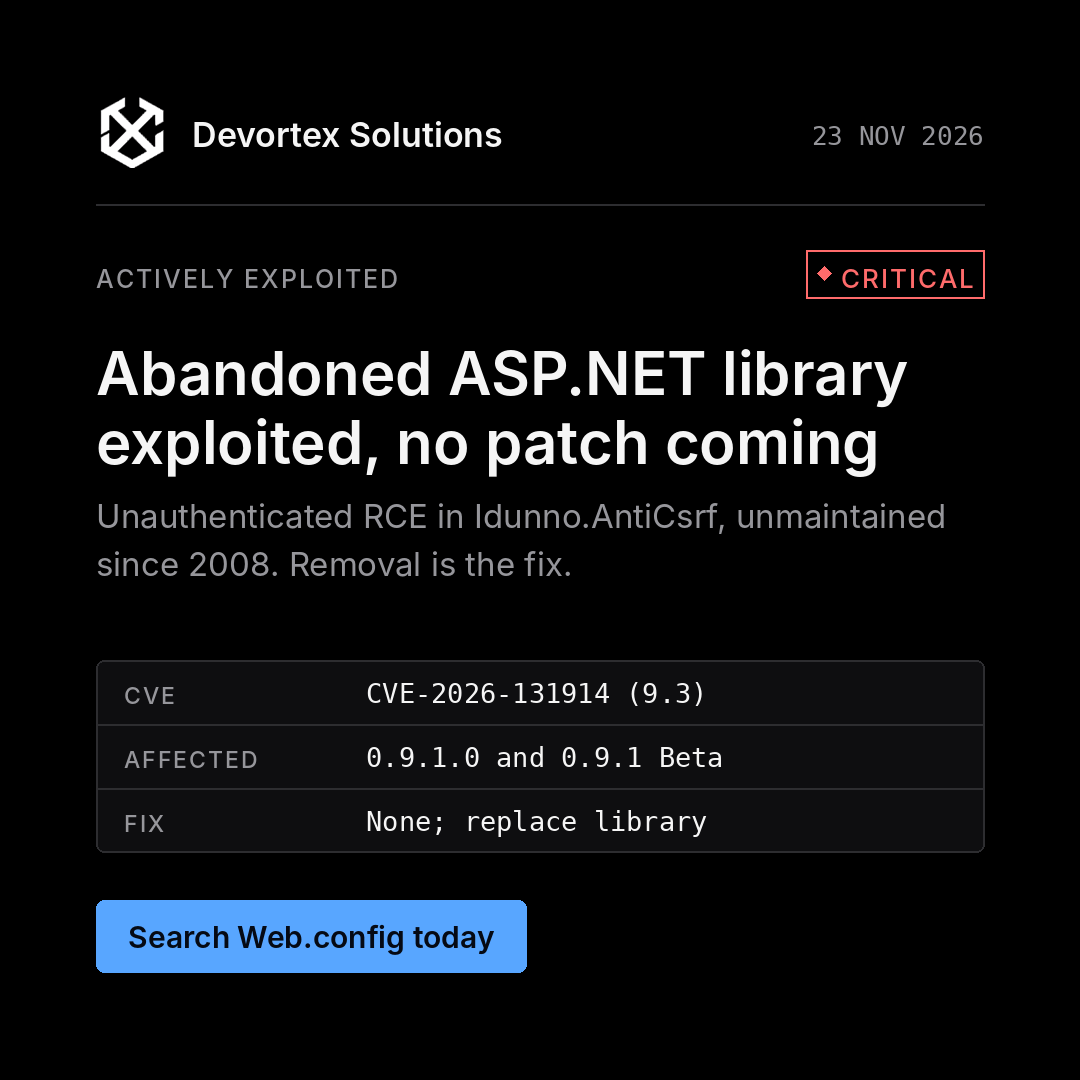 Devortex Solutions
23 NOV 2026
ACTIVELY EXPLOITED
CRITICAL
Abandoned ASP.NET library
exploited, no patch coming
Unauthenticated RCE in Idunno.AntiCsrf, unmaintained
since 2008. Removal is the fix.
CVE CVE-2026-131914 (9.3)
AFFECTED 0.9.1.0 and 0.9.1 Beta
FIX None; replace library
Search Web.config today